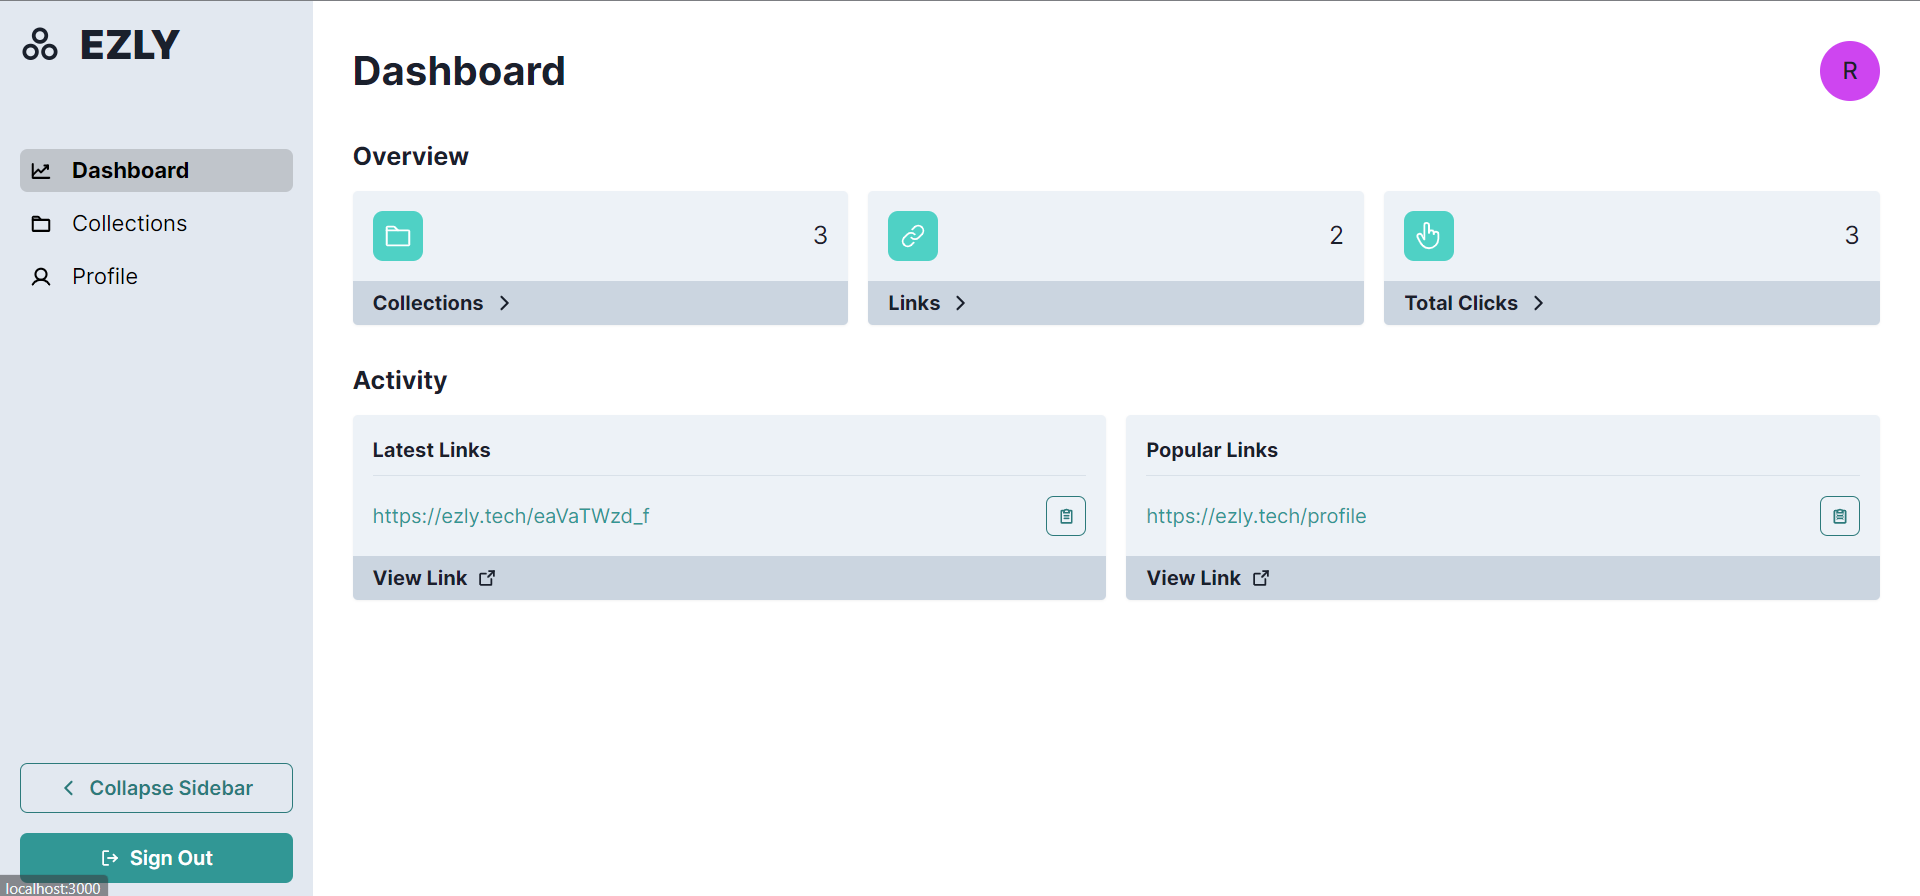 EZLY
Dashboard
Collections
Profile
Collapse Sidebar
Sign Out
localhost:3000
Dashboard
R
Overview
3
Collections
2
Links
3
Total Clicks
Activity
Latest Links
https://ezly.tech/eaVaTWzd_f
View Link
Popular Links
https://ezly.tech/profile
View Link